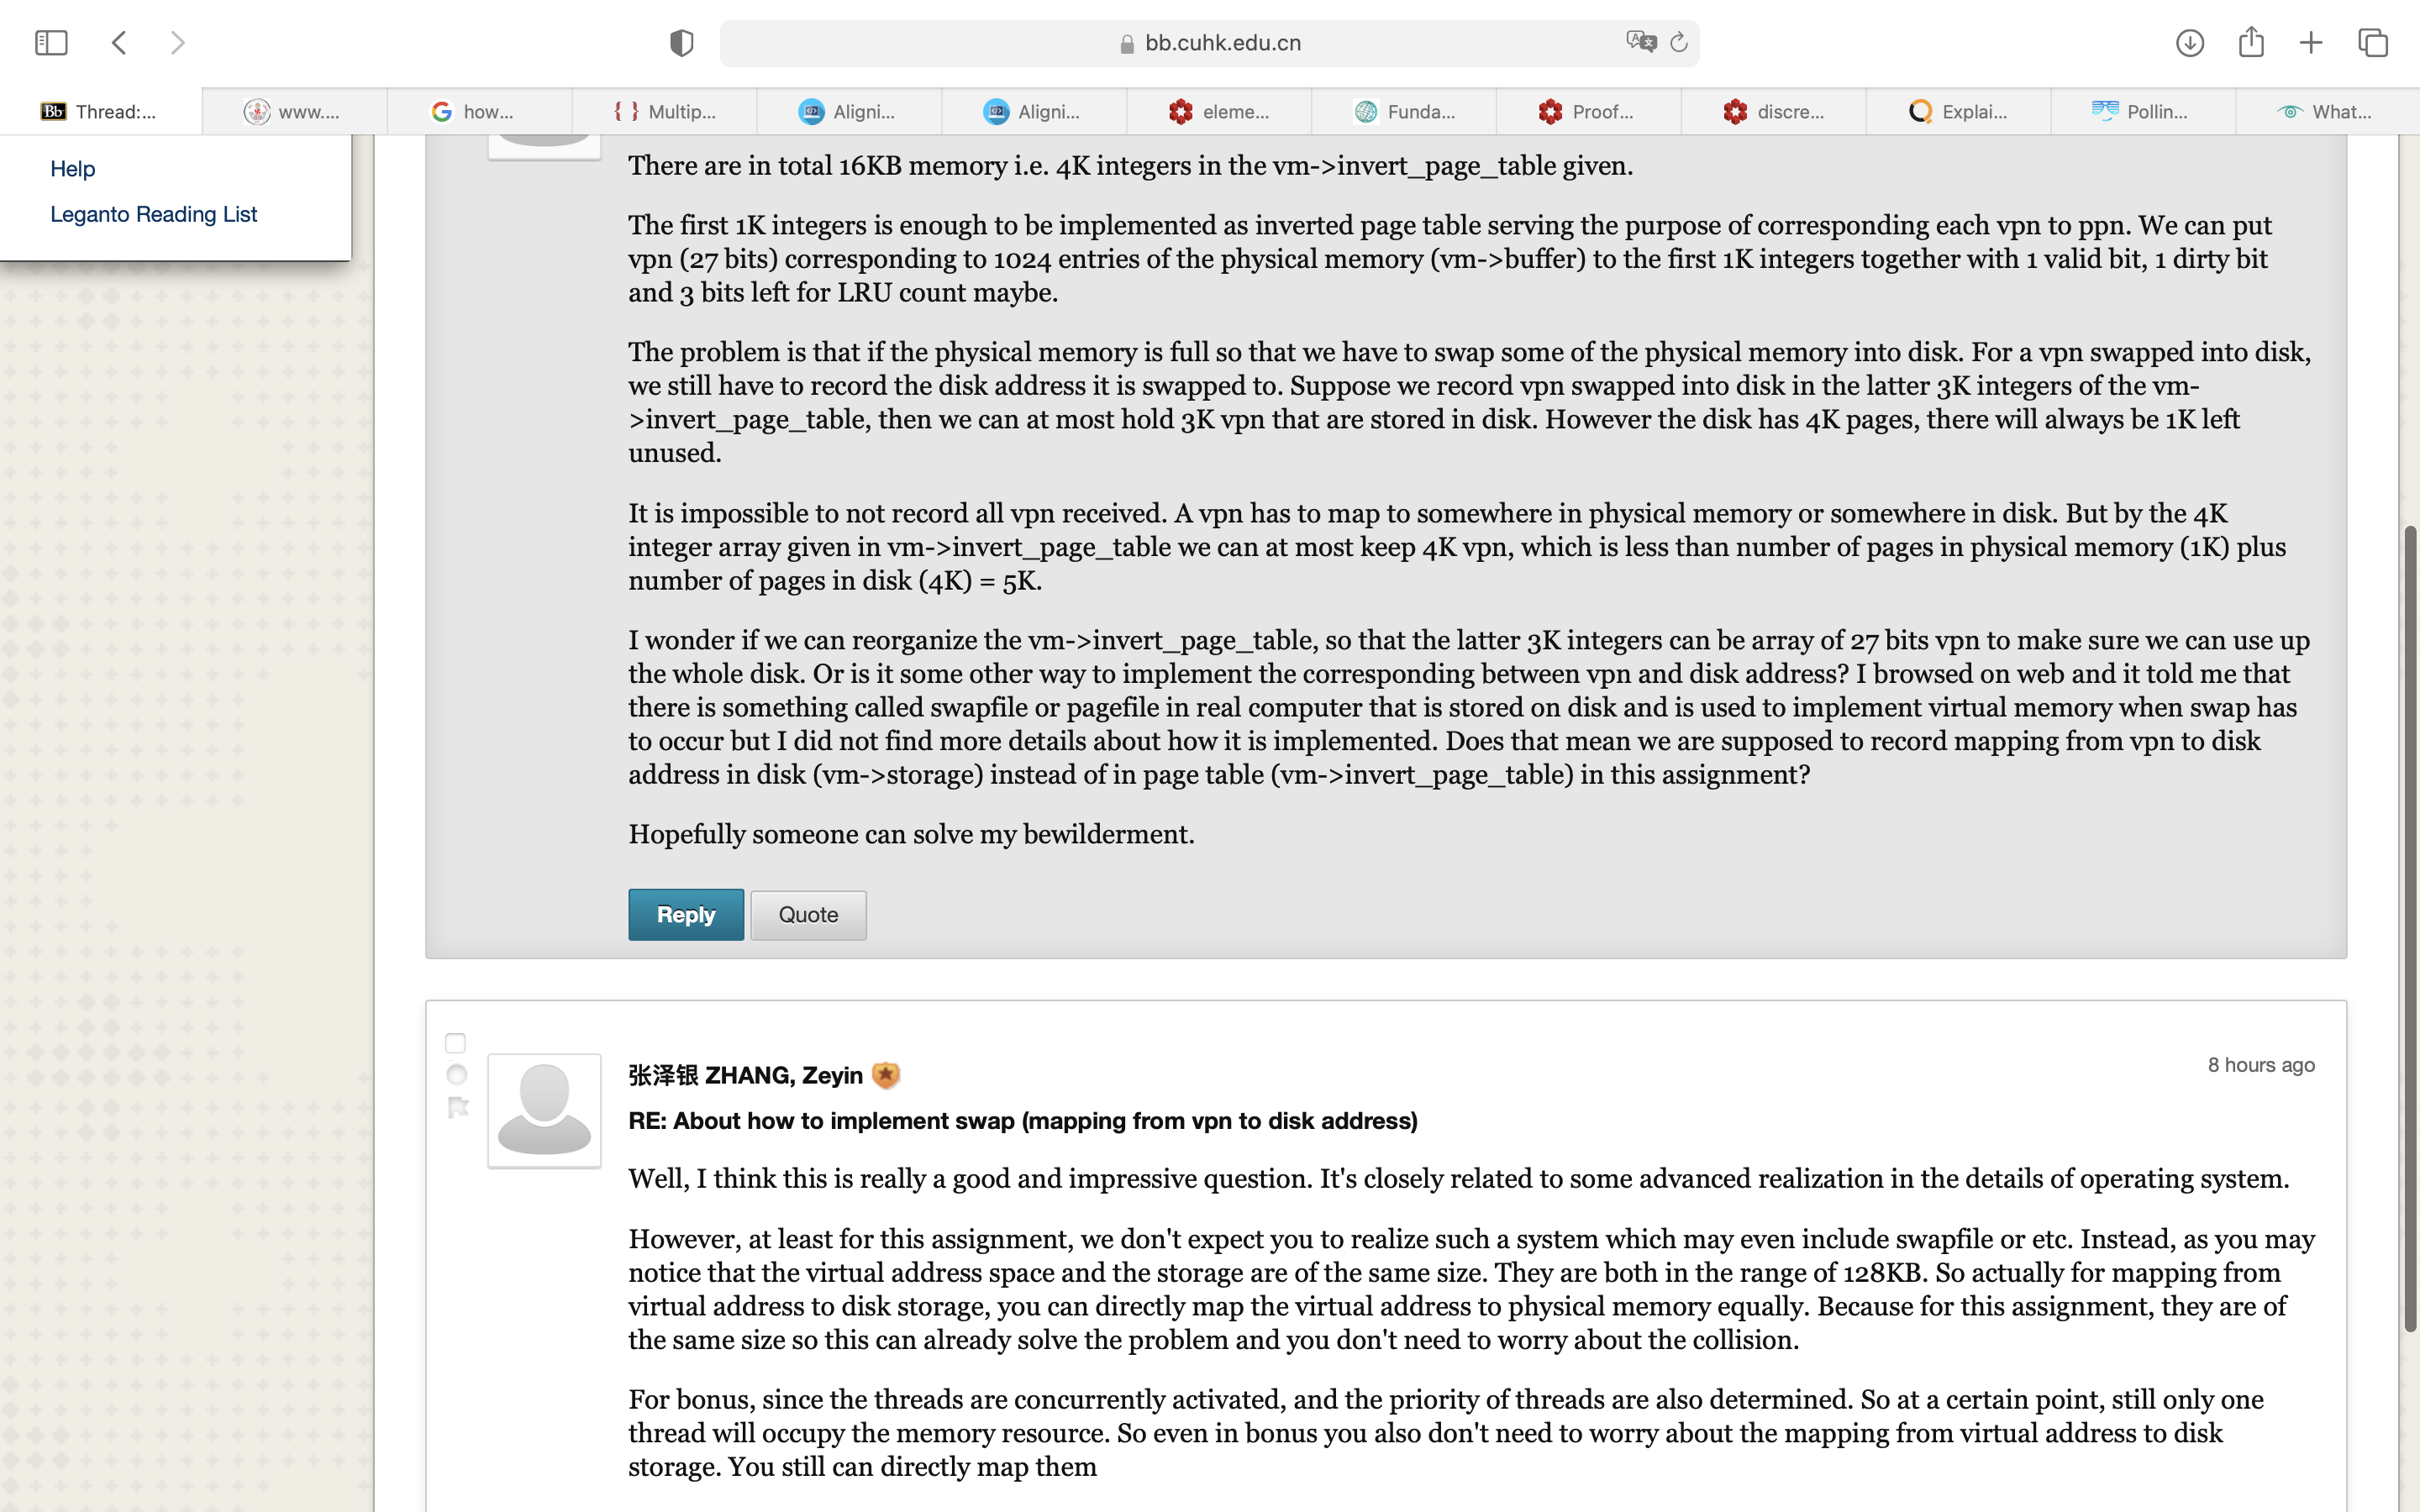 bb.cuhk.edu.cn
Thread:...
www....
how...
Multip...
Aligni...
Aligni...
eleme...
Funda...
Proof...
discre...
Explai...
Pollin...
What...
Help
Leganto Reading List
There are in total 16KB memory i.e. 4K integers in the vm->invert_page_table given.
The first 1K integers is enough to be implemented as inverted page table serving the purpose of corresponding each vpn to ppn. We can put
vpn (27 bits) corresponding to 1024 entries of the physical memory (vm->buffer) to the first 1K integers together with 1 valid bit, 1 dirty bit
and 3 bits left for LRU count maybe.
The problem is that if the physical memory is full so that we have to swap some of the physical memory into disk. For a vpn swapped into disk,
we still have to record the disk address it is swapped to. Suppose we record vpn swapped into disk in the latter 3K integers of the vm-
>invert_page_table, then we can at most hold 3K vpn that are stored in disk. However the disk has 4K pages, there will always be 1K left
unused.
It is impossible to not record all vpn received. A vpn has to map to somewhere in physical memory or somewhere in disk. But by the 4K
integer array given in vm->invert_page_table we can at most keep 4K vpn, which is less than number of pages in physical memory (1K) plus
number of pages in disk (4K) = 5K.
I wonder if we can reorganize the vm->invert_page_table, so that the latter 3K integers can be array of 27 bits vpn to make sure we can use up
the whole disk. Or is it some other way to implement the corresponding between vpn and disk address? I browsed on web and it told me that
there is something called swapfile or pagefile in real computer that is stored on disk and is used to implement virtual memory when swap has
to occur but I did not find more details about how it is implemented. Does that mean we are supposed to record mapping from vpn to disk
address in disk (vm->storage) instead of in page table (vm->invert_page_table) in this assignment?
Hopefully someone can solve my bewilderment.
Reply
Quote
张泽银 ZHANG, Zeyin
8 hours ago
RE: About how to implement swap (mapping from vpn to disk address)
Well, I think this is really a good and impressive question. It's closely related to some advanced realization in the details of operating system.
However, at least for this assignment, we don't expect you to realize such a system which may even include swapfile or etc. Instead, as you may
notice that the virtual address space and the storage are of the same size. They are both in the range of 128KB. So actually for mapping from
virtual address to disk storage, you can directly map the virtual address to physical memory equally. Because for this assignment, they are of
the same size so this can already solve the problem and you don't need to worry about the collision.
For bonus, since the threads are concurrently activated, and the priority of threads are also determined. So at a certain point, still only one
thread will occupy the memory resource. So even in bonus you also don't need to worry about the mapping from virtual address to disk
storage. You still can directly map them